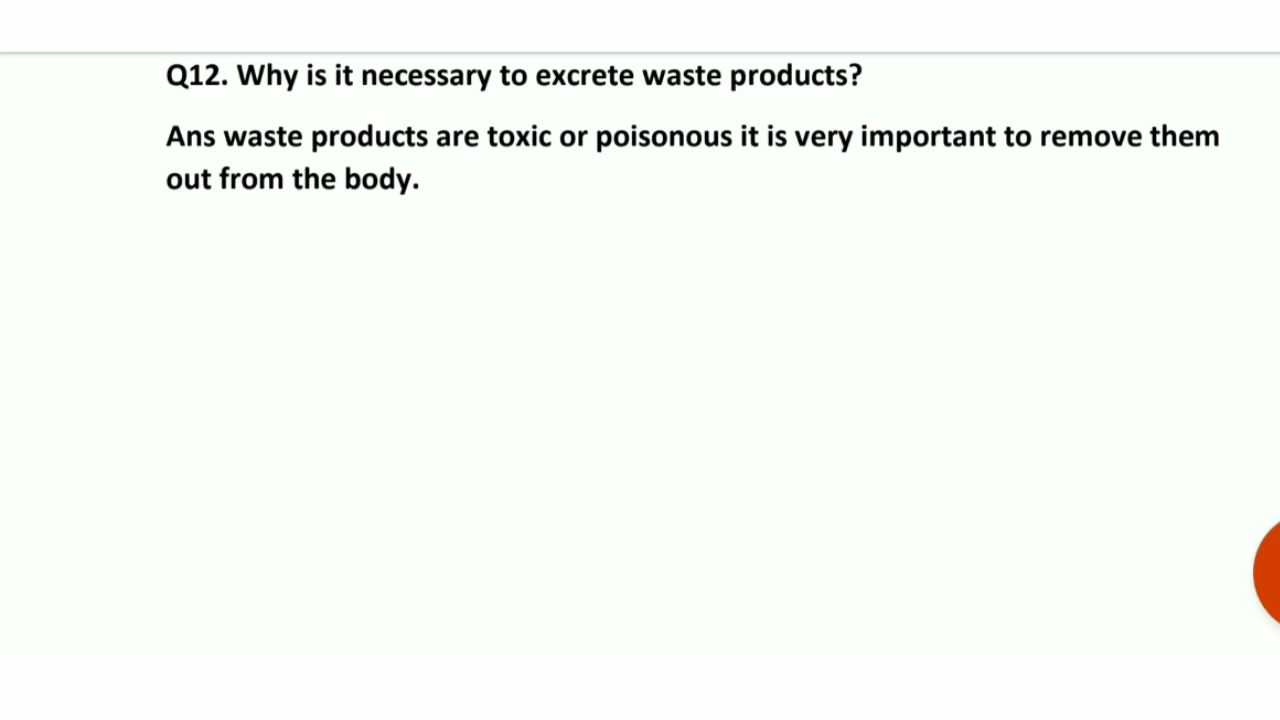 Q12. Why is it necessary to excrete waste products?
Ans waste products are toxic or poisonous it is very important to remove them
out from the body.